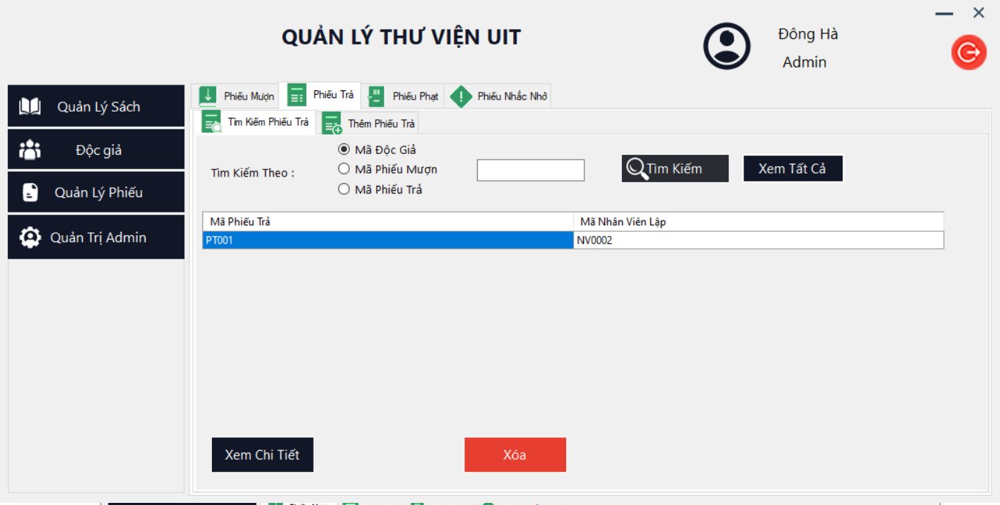 QUẢN LÝ THƯ VIỆN UIT
Đông Hà
Admin
Quản Lý Sách
Độc giả
Quản Lý Phiếu
Quản Trị Admin
Phiếu Mượn Phiếu Trả Phiếu Phạt Phiếu Nhắc Nhở
Tìm Kiếm Phiếu Trả Thêm Phiếu Trả
Tìm Kiếm Theo :
Mã Độc Giả
Mã Phiếu Mượn
Mã Phiếu Trả
Tìm Kiếm Xem Tất Cả
Mã Phiếu Trả Mã Nhân Viên Lập
PT001 NV0002
Xem Chi Tiết Xóa